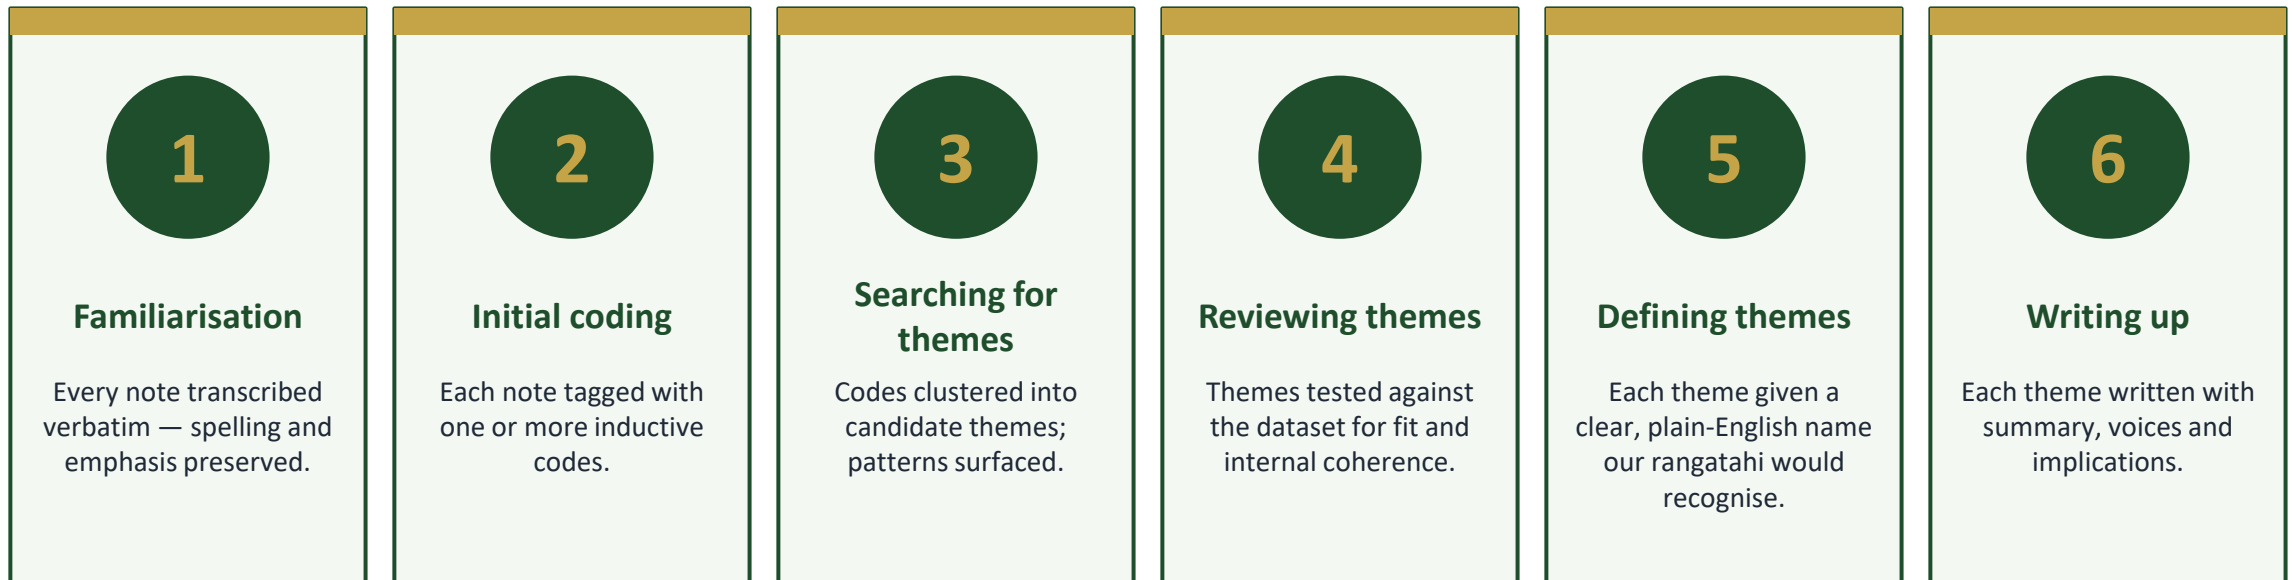 1
Familiarisation
Every note transcribed
verbatim — spelling and
emphasis preserved.
2
Initial coding
Each note tagged with
one or more inductive
codes.
3
Searching for
themes
Codes clustered into
candidate themes;
patterns surfaced.
4
Reviewing themes
Themes tested against
the dataset for fit and
internal coherence.
5
Defining themes
Each theme given a
clear, plain-English name
our rangatahi would
recognise.
6
Writing up
Each theme written with
summary, voices and
implications.